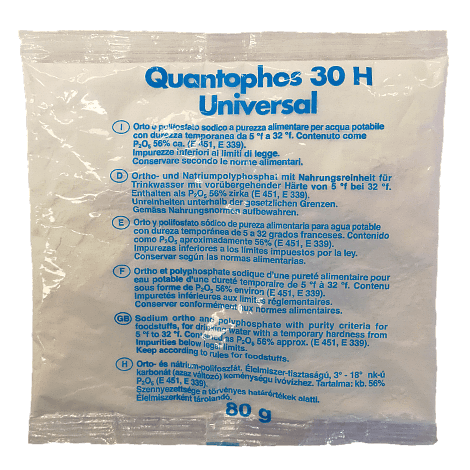 Quantophos 30 H
Universal
I Orto e polifosfato sodico a purezza alimentare per acqua potabile
con durezza temporanea da 5 °f a 32 °f. Contenuto come
P₂O₅ 56% ca. (E 451, E 339).
Impurezze inferiori ai limiti di legge.
Conservare secondo le norme alimentari.
D Ortho- und Natriumpolyphosphat mit Nahrungsreinheit für
Trinkwasser mit vorübergehender Härte von 5 °f bei 32 °f.
Enthalten als P₂O₅ 56% zirka (E 451, E 339).
Unreinheiten unterhalb der gesetzlichen Grenzen.
Gemäss Nahrungsnormen aufbewahren.
E Orto y polifosfato sódico de pureza alimentaria para agua potable
con dureza temporánea de 5 a 32 grados franceses. Contenido
como P₂O₅ aproximadamente 56% (E 451, E 339).
Impurezas inferiores a los límites impuestos por la ley.
Conservar según las normas alimentarias.
F Ortho et polyphosphate sodique d'une pureté alimentaire pour
eau potable d'une dureté temporaire de 5 °f à 32 °f. Contenu
sous forme de P₂O₅ 56% environ (E 451, E 339).
Impuretés inférieures aux limites réglementaires.
Conserver conformément aux normes alimentaires.
GB Sodium ortho and polyphosphate with purity criteria for
foodstuffs, for drinking water with a temporary hardness from
5 °f to 32 °f. Contents as P₂O₅ 56% approx. (E 451, E 339).
Impurities below legal limits.
Keep according to rules for foodstuffs.
H Orto- és nátrium-polifoszfát. Élelmiszer-tisztaságú, 3° - 18° nk-ú
karbonát (azaz változó) keménységu ivóvízhez. Tartalma: kb. 56%
P₂O₅ (E 451, E 339).
Szennyezettsége a törvényes határértékek alatti.
Élelmiszerként tárolandó.
80 g